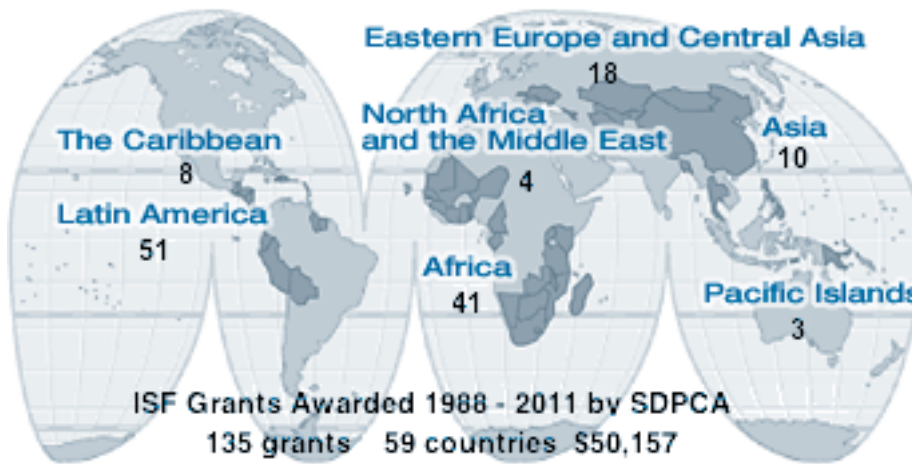 Eastern Europe and Central Asia
18
North Africa
and the Middle East
4
The Caribbean
8
Asia
10
Latin America
51
Africa
41
Pacific Islands
3
ISF Grants Awarded 1988 - 2011 by SDPCA
135 grants 59 countries $50,157